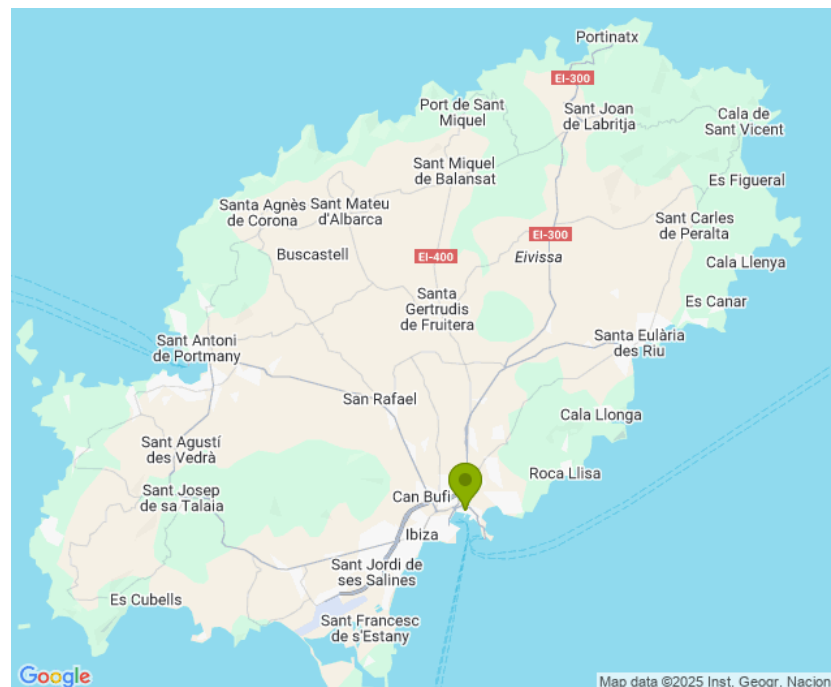 Portinatx
EI-300
Port de Sant
Miquel
Sant Joan
de Labritja
Cala de
Sant Vicent
Sant Miquel
de Balansat
Es Figueral
Santa Agnès
de Corona
Sant Mateu
d'Albarca
Sant Carles
de Peralta
EI-300
Buscastell
EI-400
Eivissa
Cala Llenya
Santa
Gertrudis
de Fruitera
Es Canar
Sant Antoni
de Portmany
Santa Eulària
des Riu
San Rafael
Cala Llonga
Sant Agustí
des Vedrà
Roca Llisa
Sant Josep
de sa Talaia
Can Bufí
Ibiza
Sant Jordi de
ses Salines
Es Cubells
Sant Francesc
de s'Estany
Google
Map data ©2025 Inst. Geogr. Nacion